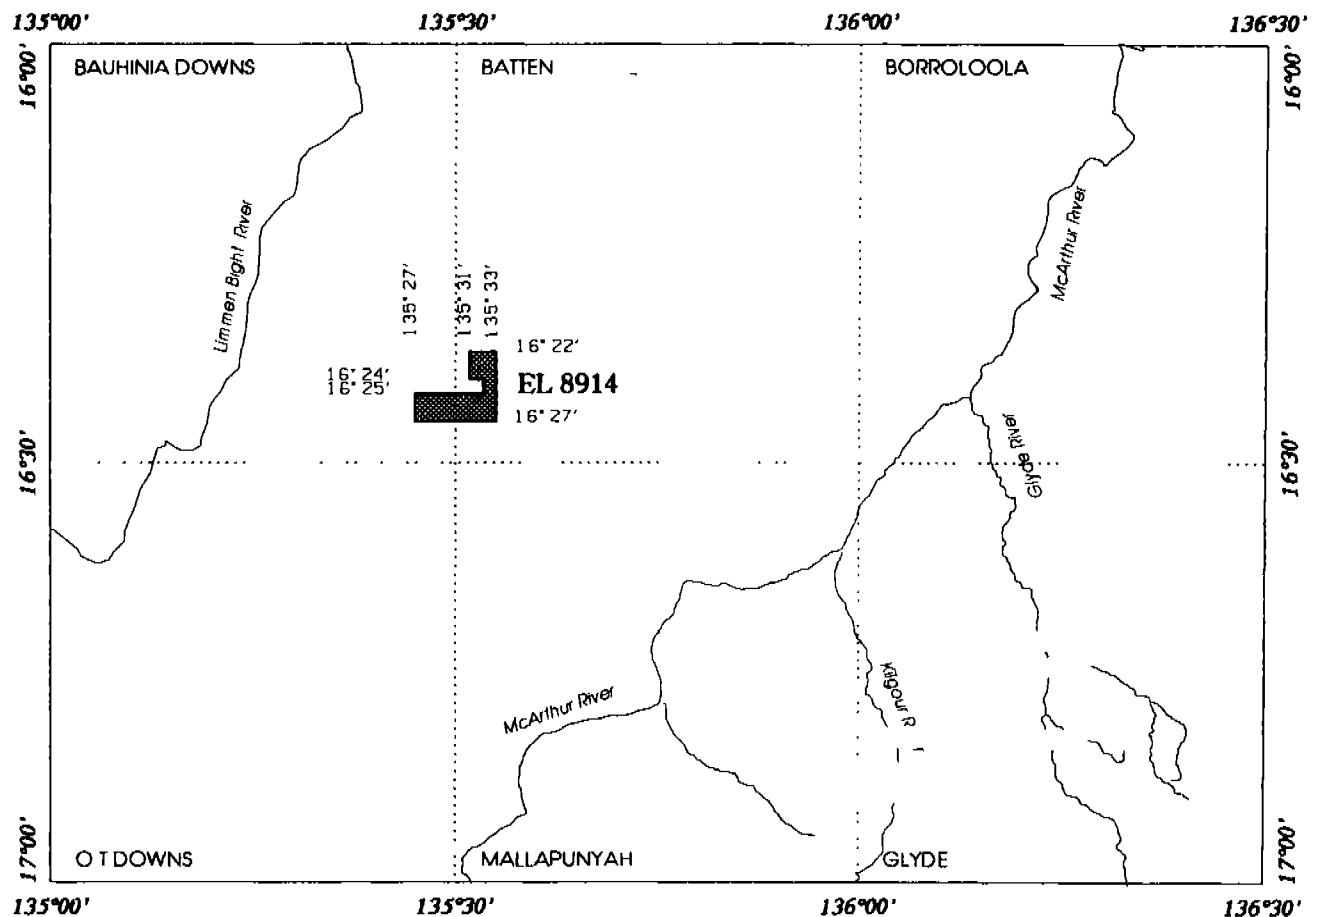 135°00'
135°30'
136°00'
136°30'
16°00'
16°00'
BAUHINIA DOWNS
BATTEN
BORROLOOLA
Limmen Bight River
McArthur River
135° 27'
135° 31'
135° 33'
16° 22'
16° 24'
16° 25'
EL 8914
16° 27'
16°30'
16°30'
Glyde River
Kilgour R
McArthur River
17°00'
17°00'
O T DOWNS
MALLAPUNYAH
GLYDE
135°00'
135°30'
136°00'
136°30'